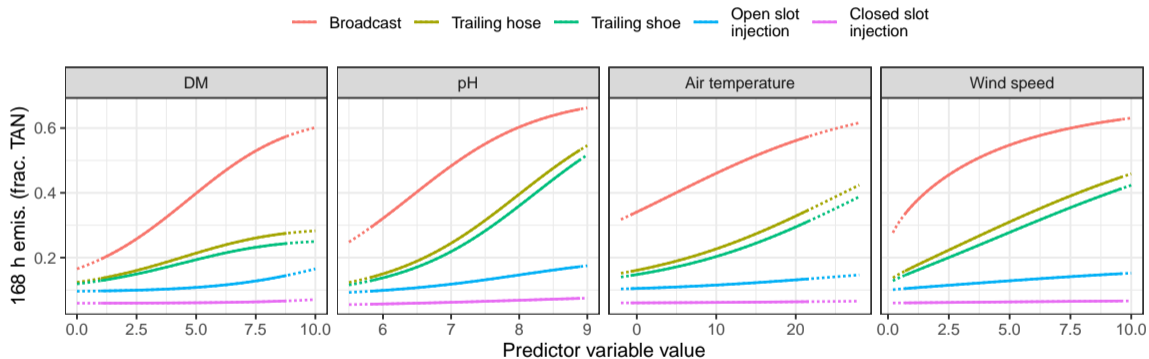 Broadcast Trailing hose Trailing shoe Open slot injection Closed slot injection
DM pH Air temperature Wind speed
168 h emis. (frac. TAN)
0.6
0.4
0.2
0.0 2.5 5.0 7.5 10.0 6 7 8 9 0 10 20 0.0 2.5 5.0 7.5 10.0
Predictor variable value